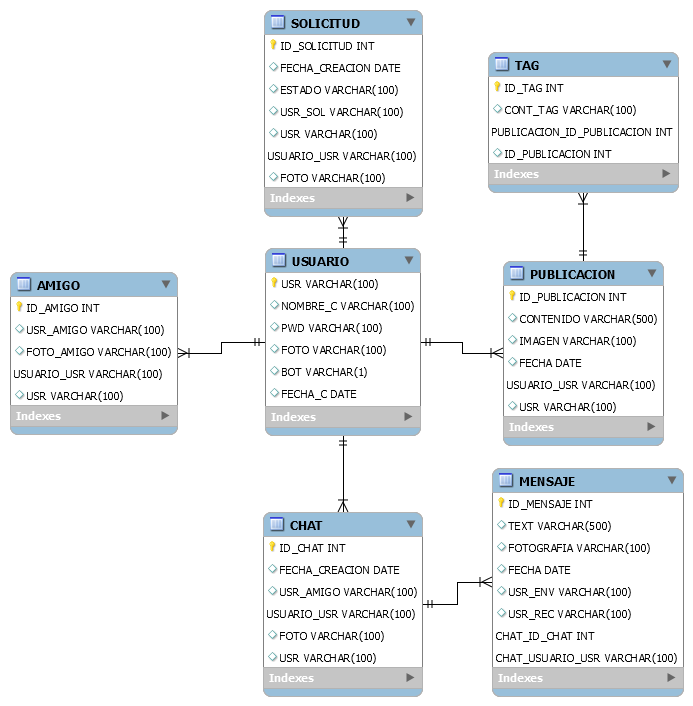 SOLICITUD
ID_SOLICITUD INT
FECHA_CREACION DATE
ESTADO VARCHAR(100)
USR_SOL VARCHAR(100)
USR VARCHAR(100)
USUARIO_USR VARCHAR(100)
FOTO VARCHAR(100)
Indexes
TAG
ID_TAG INT
CONT_TAG VARCHAR(100)
PUBLICACION_ID_PUBLICACION INT
ID_PUBLICACION INT
Indexes
AMIGO
ID_AMIGO INT
USR_AMIGO VARCHAR(100)
FOTO_AMIGO VARCHAR(100)
USUARIO_USR VARCHAR(100)
USR VARCHAR(100)
Indexes
USUARIO
USR VARCHAR(100)
NOMBRE_C VARCHAR(100)
PWD VARCHAR(100)
FOTO VARCHAR(100)
BOT VARCHAR(1)
FECHA_C DATE
Indexes
PUBLICACION
ID_PUBLICACION INT
CONTENIDO VARCHAR(500)
IMAGEN VARCHAR(100)
FECHA DATE
USUARIO_USR VARCHAR(100)
USR VARCHAR(100)
Indexes
CHAT
ID_CHAT INT
FECHA_CREACION DATE
USR_AMIGO VARCHAR(100)
USUARIO_USR VARCHAR(100)
FOTO VARCHAR(100)
USR VARCHAR(100)
Indexes
MENSAJE
ID_MENSAJE INT
TEXT VARCHAR(500)
FOTOGRAFIA VARCHAR(100)
FECHA DATE
USR_ENV VARCHAR(100)
USR_REC VARCHAR(100)
CHAT_ID_CHAT INT
CHAT_USUARIO_USR VARCHAR(100)
Indexes